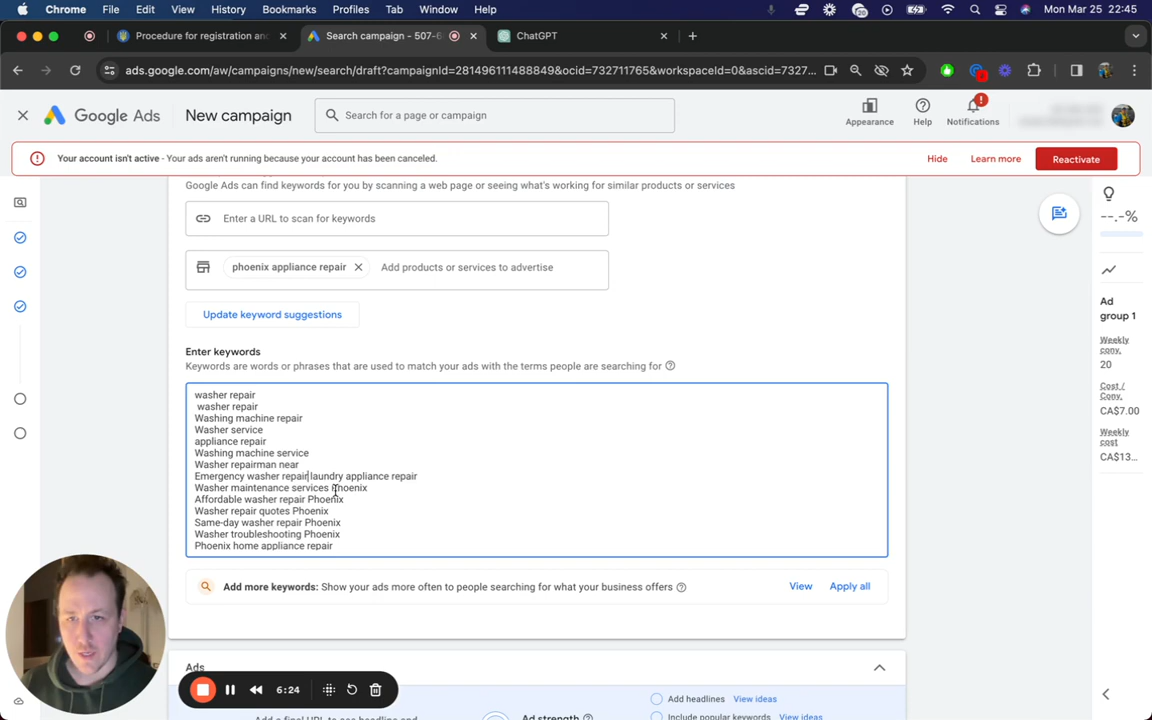 Chrome File Edit View History Bookmarks Profiles Tab Window Help Mon Mar 25 22:45
Procedure for registration an
Search campaign - 507-6
ChatGPT
ads.google.com/aw/campaigns/new/search/draft?campaignId=281496111488849&ocid=732711765&workspaceId=0&ascid=7327...
Google Ads New campaign
Search for a page or campaign
Appearance Help Notifications
Your account isn't active - Your ads aren't running because your account has been canceled.
Hide Learn more Reactivate
Google Ads can find keywords for you by scanning a web page or seeing what's working for similar products or services
Enter a URL to scan for keywords
phoenix appliance repair Add products or services to advertise
Update keyword suggestions
Enter keywords
Keywords are words or phrases that are used to match your ads with the terms people are searching for
washer repair
washer repair
Washing machine repair
Washer service
appliance repair
Washing machine service
Washer repairman near
Emergency washer repair laundry appliance repair
Washer maintenance services Phoenix
Affordable washer repair Phoenix
Washer repair quotes Phoenix
Same-day washer repair Phoenix
Washer troubleshooting Phoenix
Phoenix home appliance repair
Add more keywords: Show your ads more often to people searching for what your business offers
View Apply all
Ads
Ad strength
Add headlines View ideas
Include popular keywords View ideas
Add a final URL to see headline and
6:24
--.-%
Ad
group 1
Weekly
conv.
20
Cost /
Conv.
CA$7.00
Weekly
cost
CA$13...